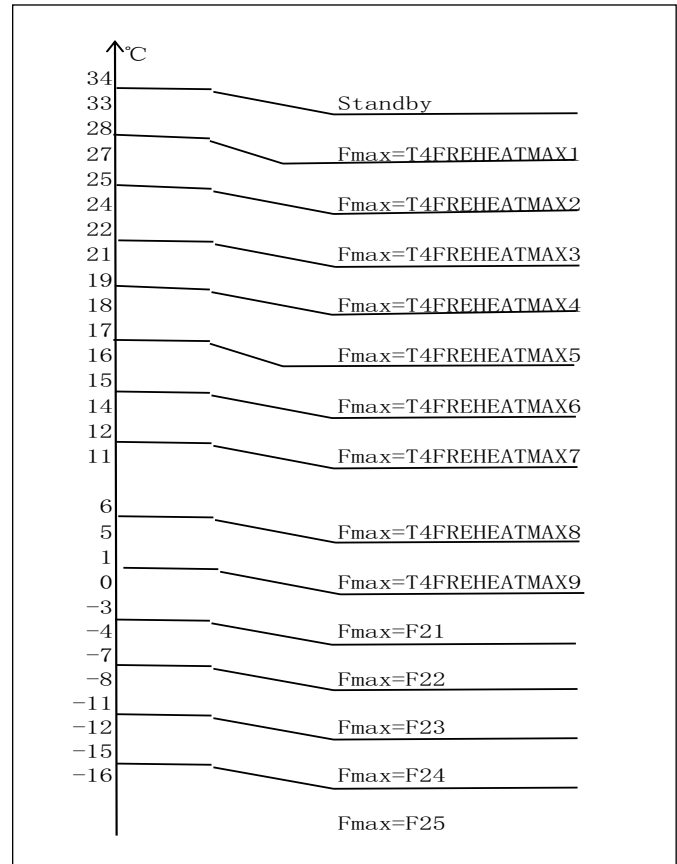 ℃
34
33
Standby
28
27
Fmax=T4FREHEATMAX1
25
24
Fmax=T4FREHEATMAX2
22
21
Fmax=T4FREHEATMAX3
19
18
Fmax=T4FREHEATMAX4
17
16
Fmax=T4FREHEATMAX5
15
14
Fmax=T4FREHEATMAX6
12
11
Fmax=T4FREHEATMAX7
6
5
Fmax=T4FREHEATMAX8
1
0
Fmax=T4FREHEATMAX9
-3
-4
Fmax=F21
-7
-8
Fmax=F22
-11
-12
Fmax=F23
-15
-16
Fmax=F24
Fmax=F25